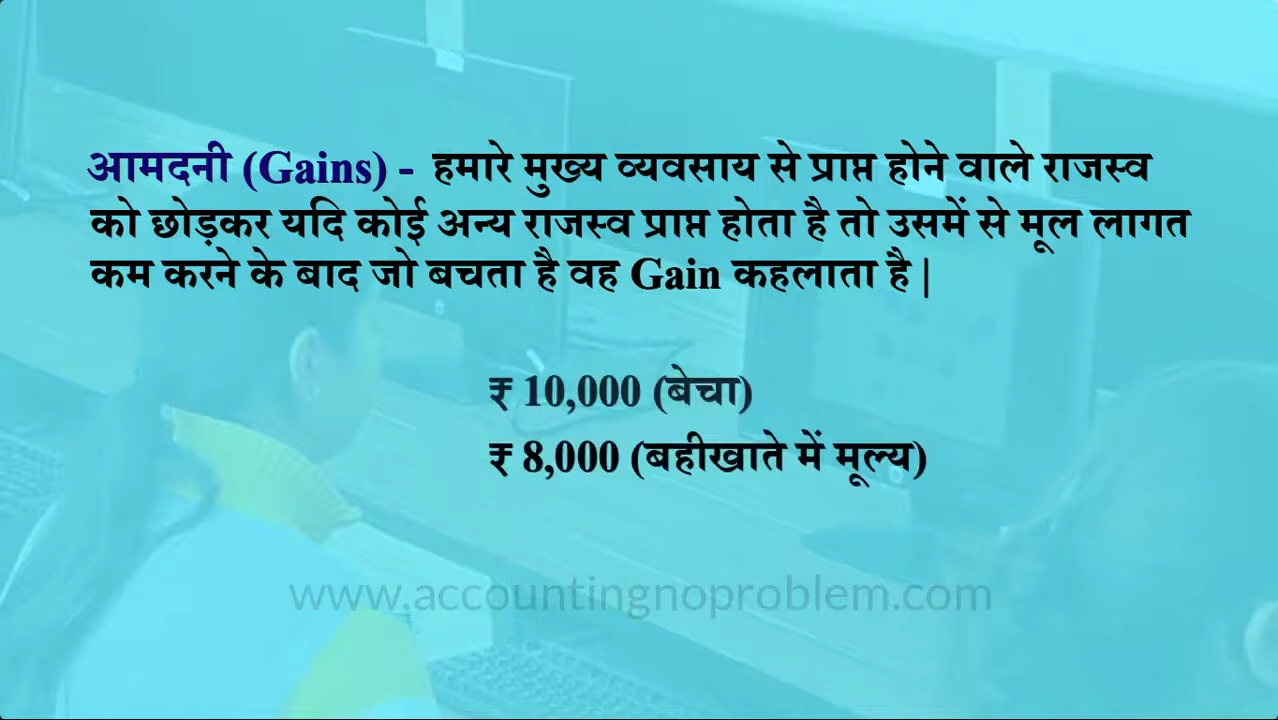 आमदनी (Gains) - हमारे मुख्य व्यवसाय से प्राप्त होने वाले राजस्व
को छोड़कर यदि कोई अन्य राजस्व प्राप्त होता है तो उसमें से मूल लागत
कम करने के बाद जो बचता है वह Gain कहलाता है |
₹ 10,000 (बेचा)
₹ 8,000 (बहीखाते में मूल्य)
www.accountingnoproblem.com